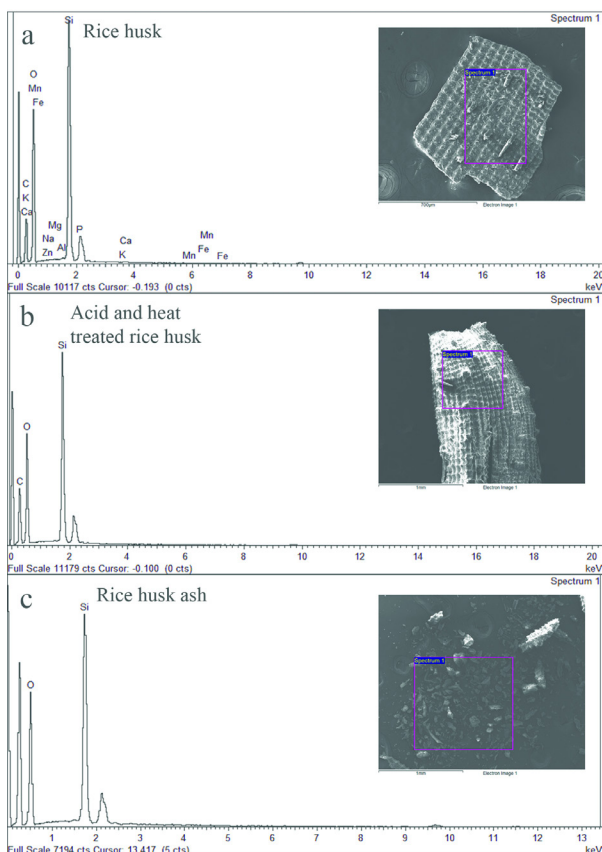 Spectrum 1
a
Rice husk
Si
O
Mn
Fe
C
K
Ca
Mg
Na
Al
Zn
P
Ca
K
Mn
Fe
Mn
Fe
Spectrum 1
700µm
Electron Image 1
0 2 4 6 8 10 12 14 16 18 20
Full Scale 10117 cts Cursor: -0.193 (0 cts)
keV
Spectrum 1
b
Acid and heat
treated rice husk
Si
O
C
Spectrum 1
1mm
Electron Image 1
0 2 4 6 8 10 12 14 16 18 20
Full Scale 11179 cts Cursor: -0.100 (0 cts)
keV
Spectrum 1
c
Rice husk ash
Si
O
Spectrum 1
1mm
Electron Image 1
1 2 3 4 5 6 7 8 9 10 11 12 13
Full Scale 7194 cts Cursor: 13.417 (5 cts)
keV